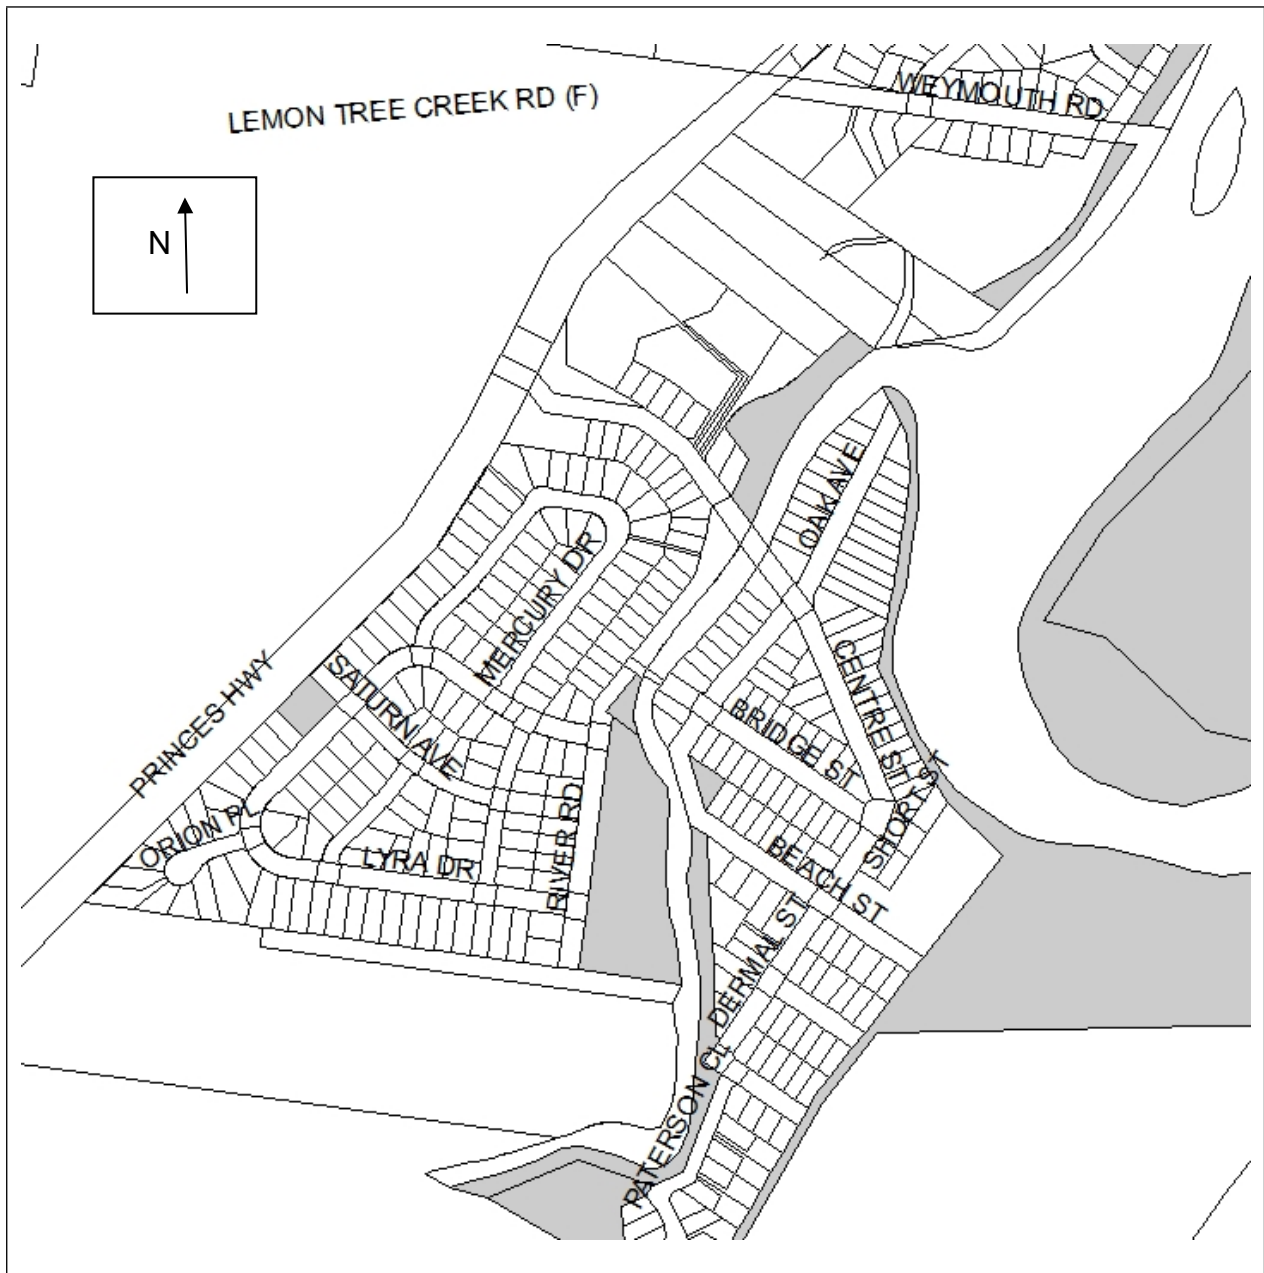 WEYMOUTH RD
LEMON TREE CREEK RD (F)
N
OAK AVE
MERCURY DR
CENTRE ST
SATURN AVE
PRINCES HWY
BRIDGE ST
SHORT ST
RIVER RD
ORION PL
LYRA DR
BEACH ST
DERMAL ST
PATERSON CL